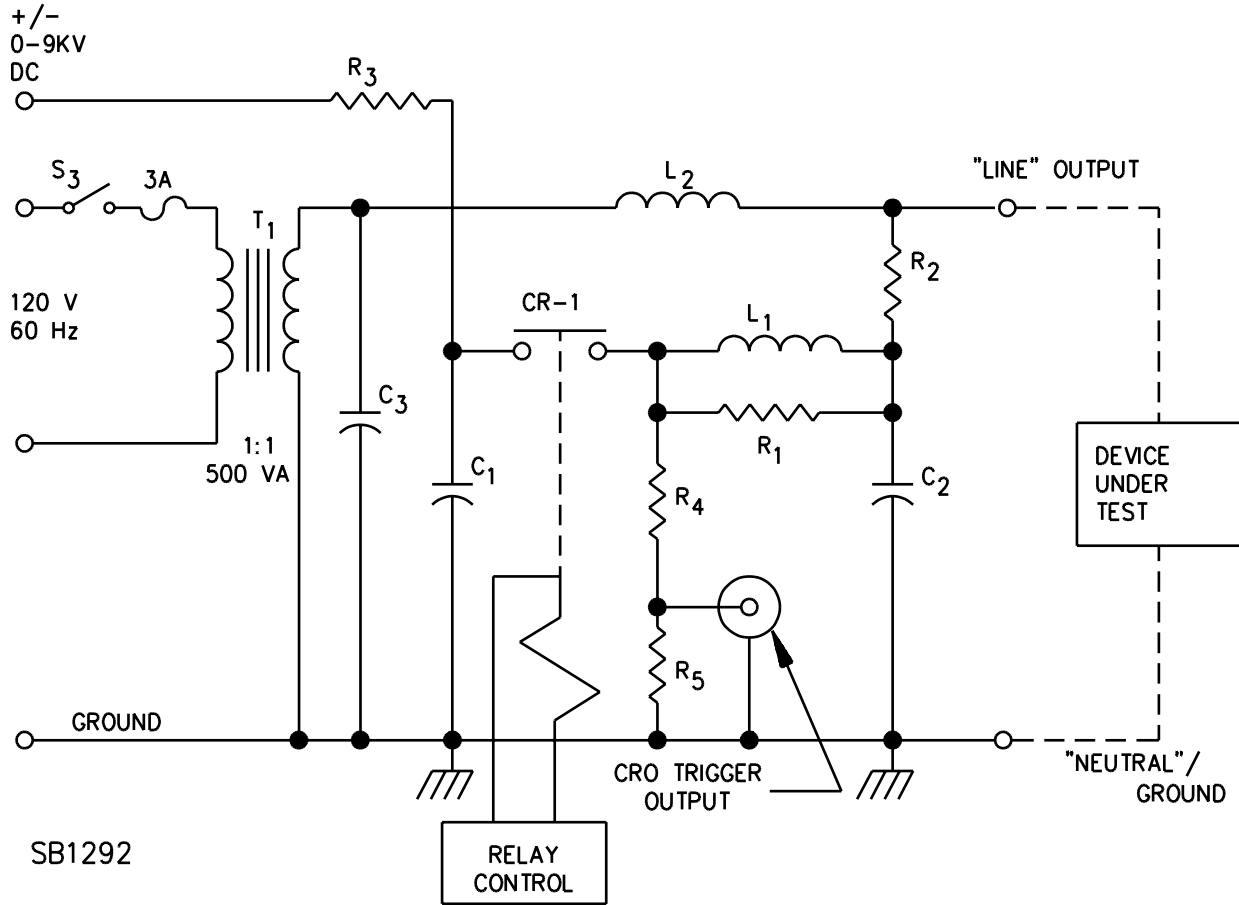 +/-
0-9KV
DC
R3
S3
3A
T1
L2
"LINE" OUTPUT
R2
120 V
60 Hz
CR-1
L1
C3
R1
1:1
500 VA
C1
R4
C2
DEVICE
UNDER
TEST
R5
GROUND
CRO TRIGGER
OUTPUT
"NEUTRAL"/
GROUND
SB1292
RELAY
CONTROL